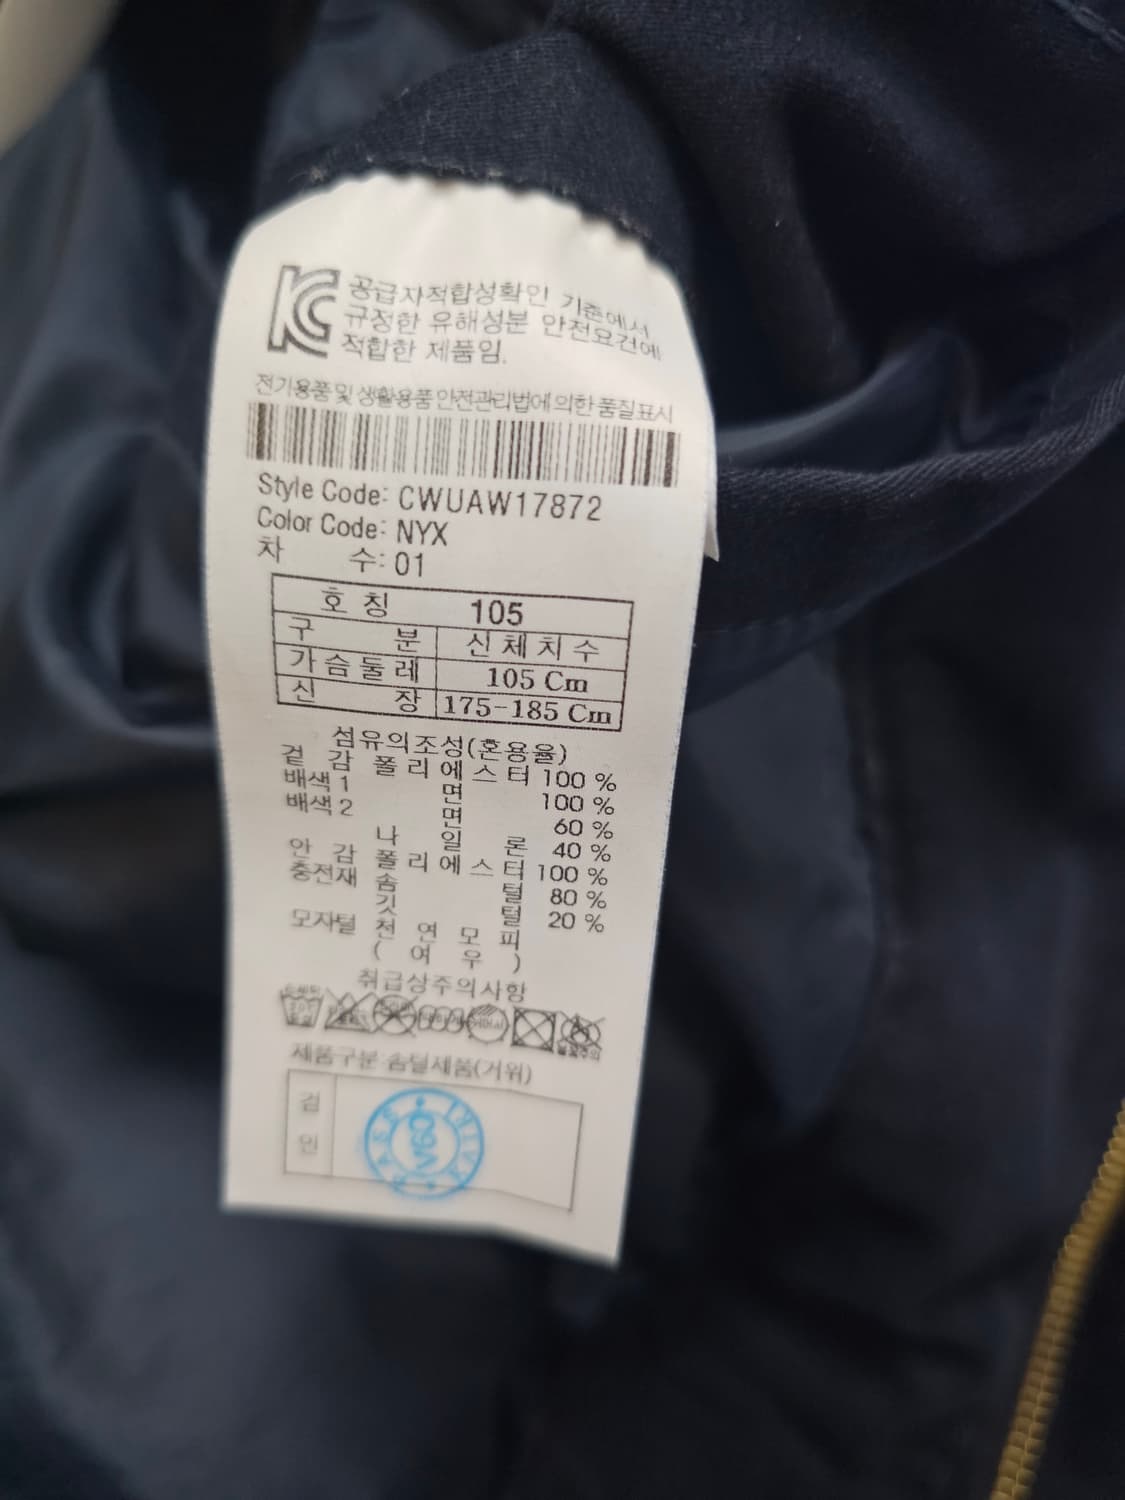 KC 공급자적합성확인 기준에서
규정한 유해성분 안전요건에
적합한 제품임.
전기용품 및 생활용품 안전관리법에 의한 품질표시
Style Code: CWUAW17872
Color Code: NYX
차 수: 01
호 칭 105
구 분 신체치수
가슴둘레 105 Cm
신 장 175-185 Cm
섬유의조성(혼용율)
겉 감 폴리에스터 100 %
배색1 면 100 %
배색2 면 60 %
나 일 론 40 %
안 감 폴리에스터 100 %
충전재 솜 털 80 %
깃 털 20 %
모자털 천 연 모 피
( 여 우 )
취급상주의사항
제품구분:솜털제품(거위)
검
인